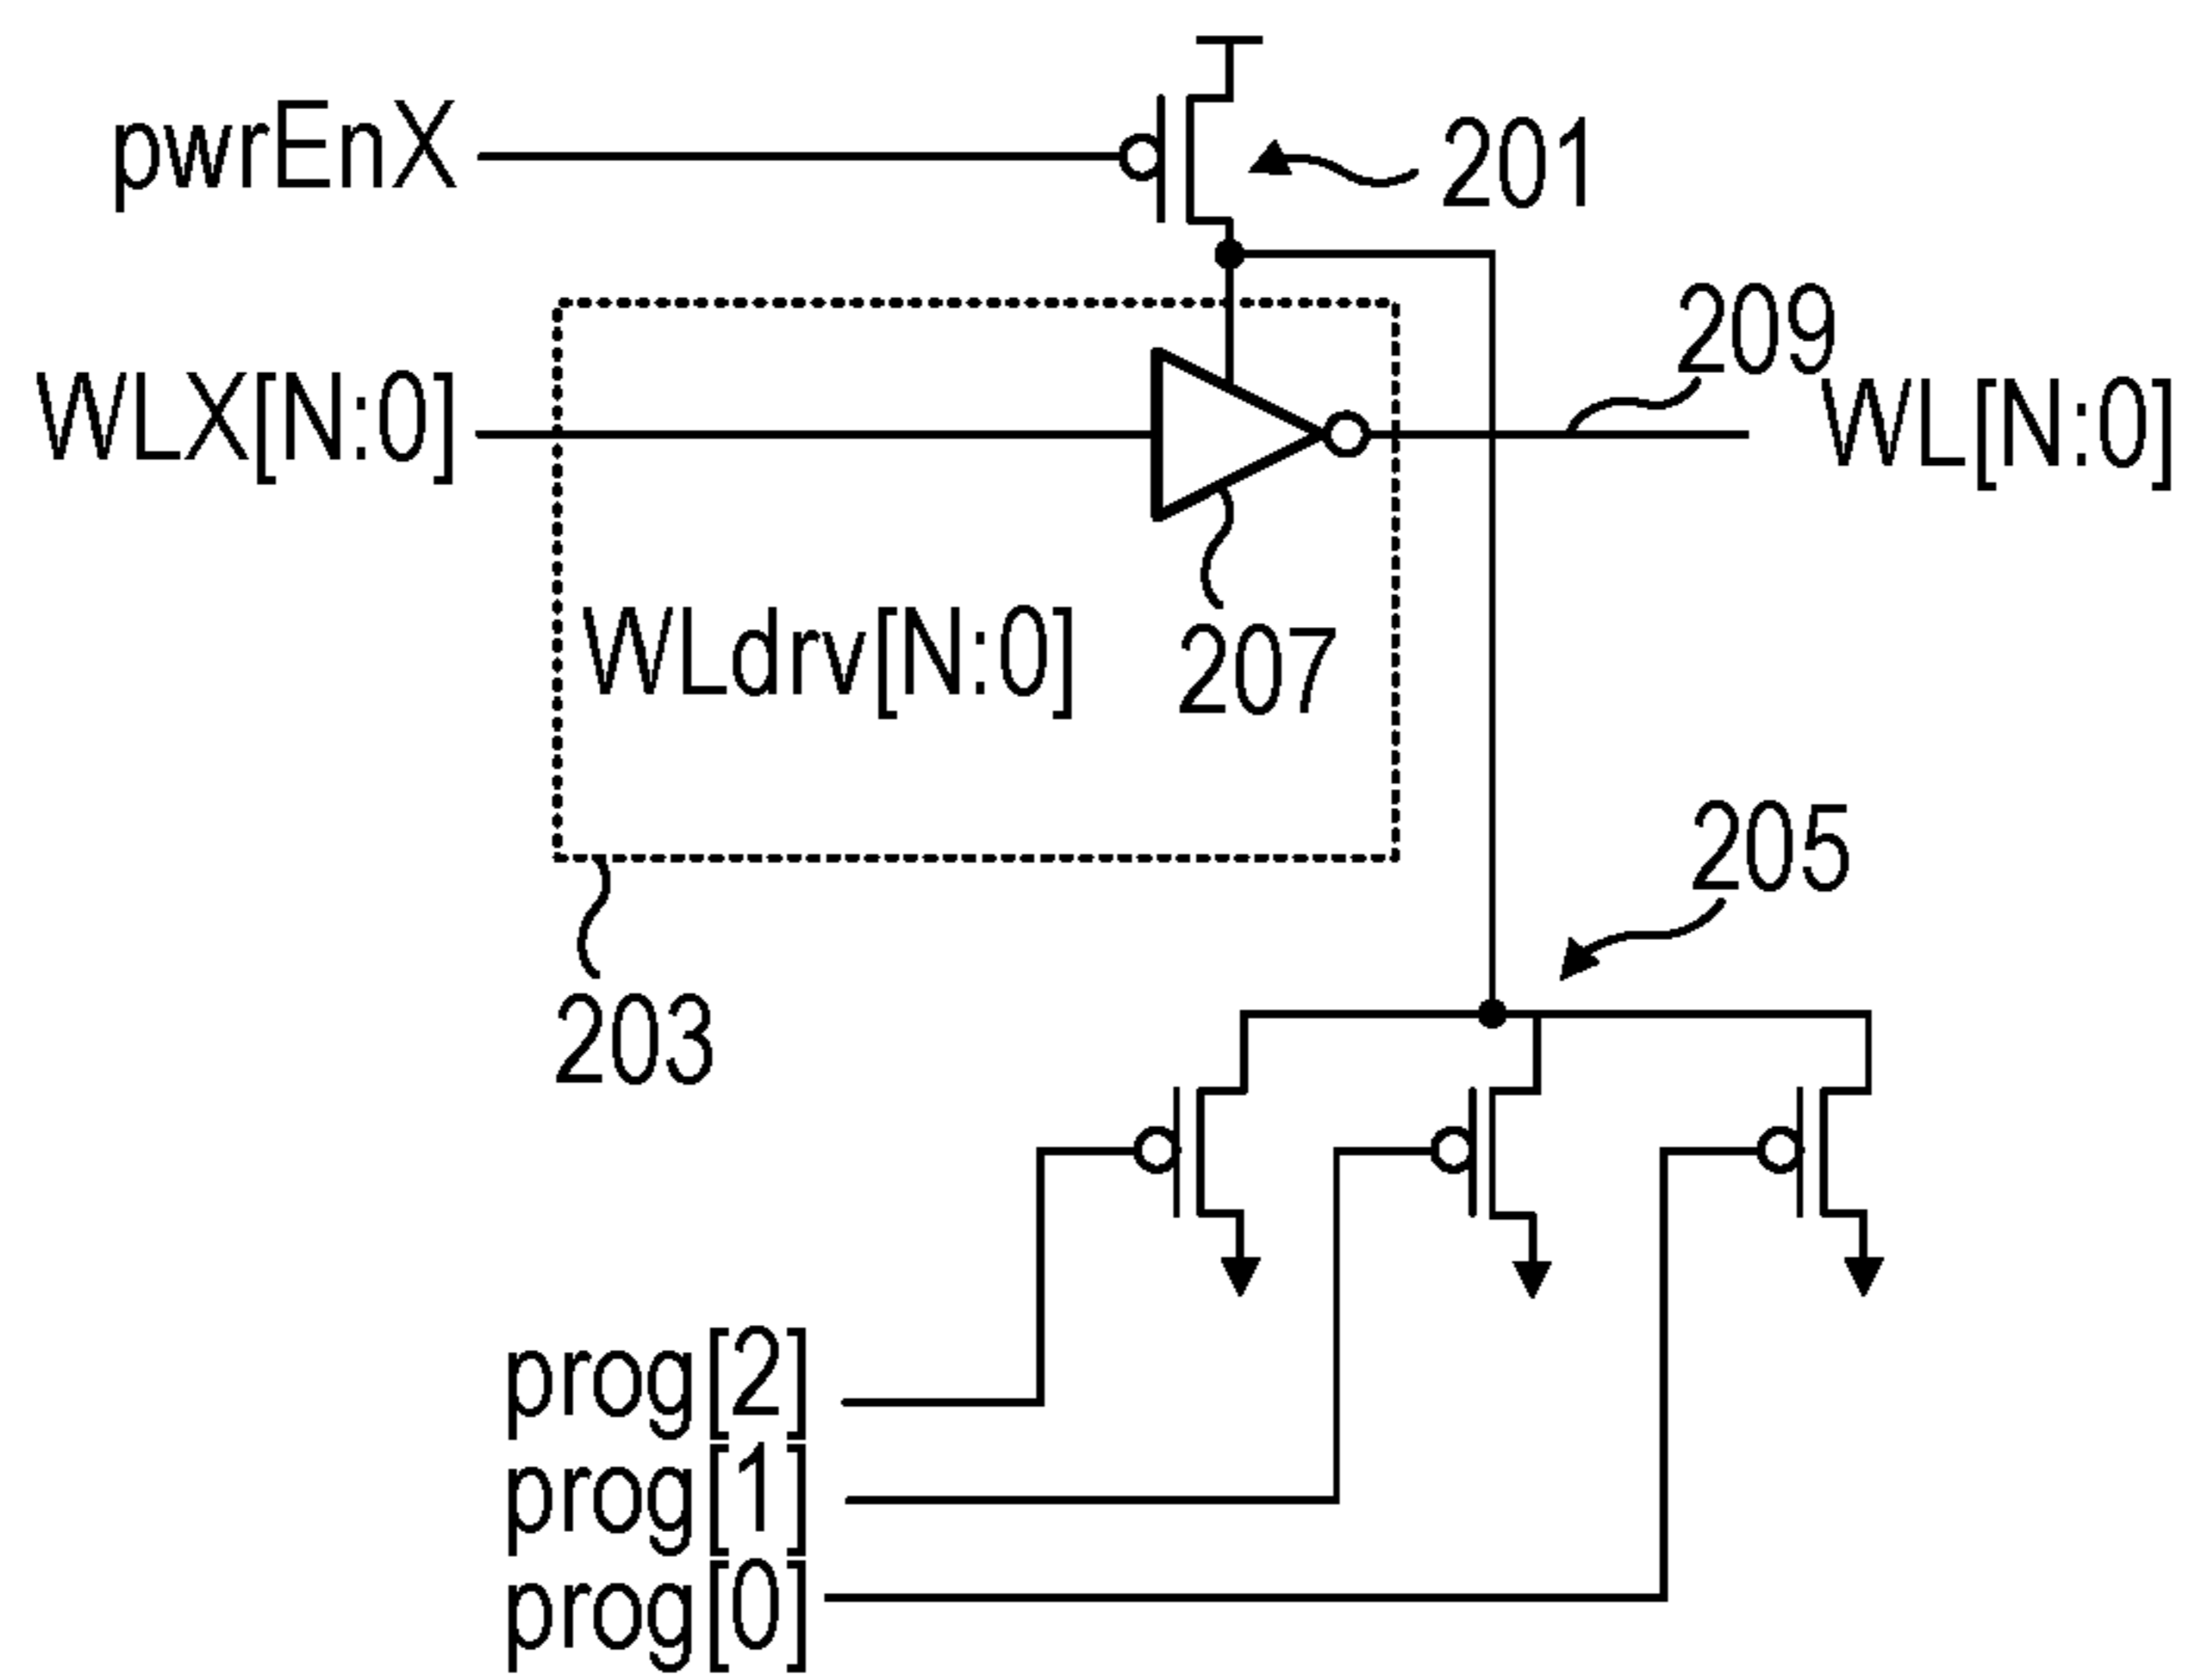 pwrEnX
201
209
WLX[N:0]
WL[N:0]
WLdrv[N:0]
207
205
203
prog[2]
prog[1]
prog[0]